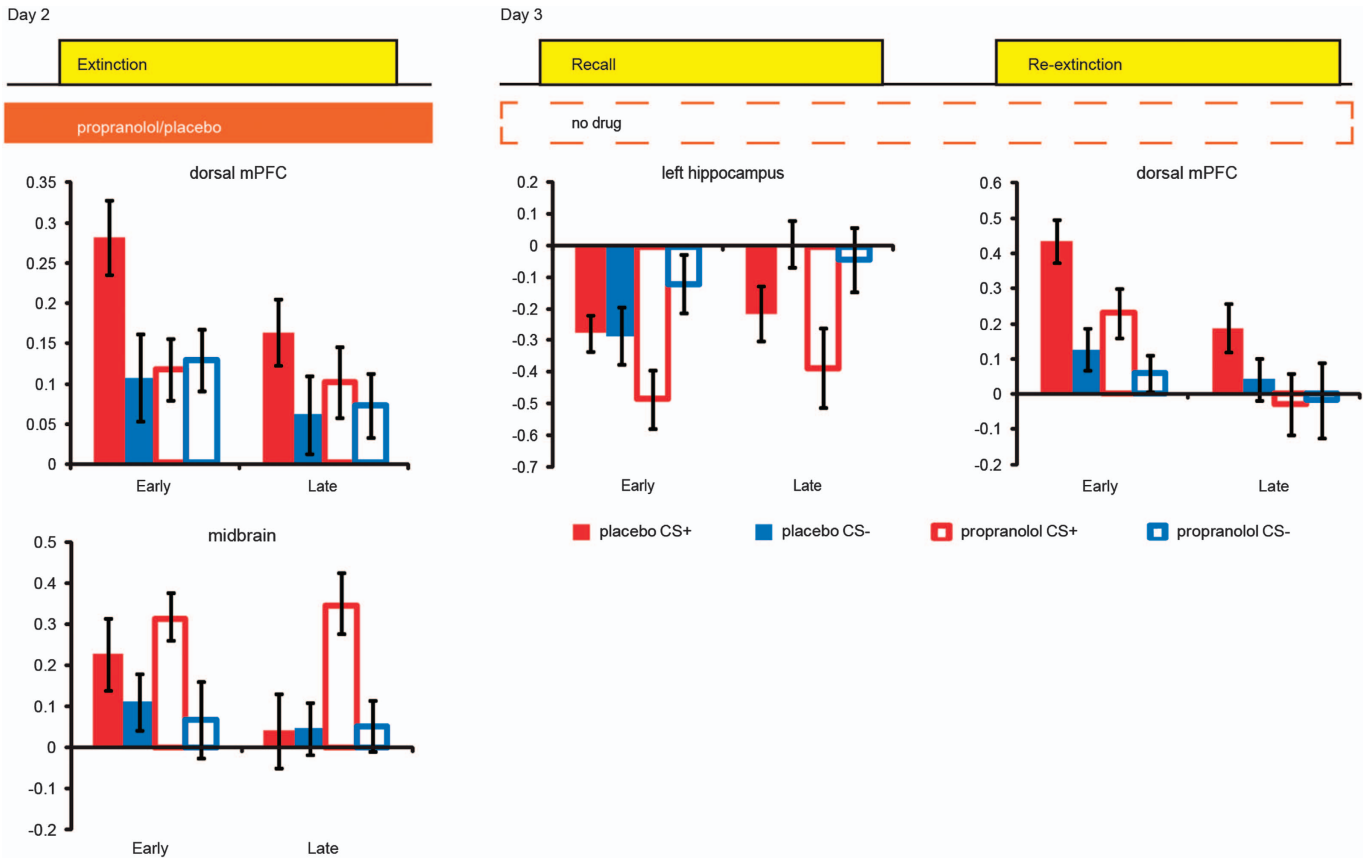 Day 2
Day 3
Extinction
Recall
Re-extinction
propranolol/placebo
no drug
dorsal mPFC
0.35
0.3
0.25
0.2
0.15
0.1
0.05
0
Early
Late
left hippocampus
0.2
0.1
0
-0.1
-0.2
-0.3
-0.4
-0.5
-0.6
-0.7
Early
Late
dorsal mPFC
0.6
0.5
0.4
0.3
0.2
0.1
0
-0.1
-0.2
Early
Late
placebo CS+
placebo CS-
propranolol CS+
propranolol CS-
midbrain
0.5
0.4
0.3
0.2
0.1
0
-0.1
-0.2
Early
Late